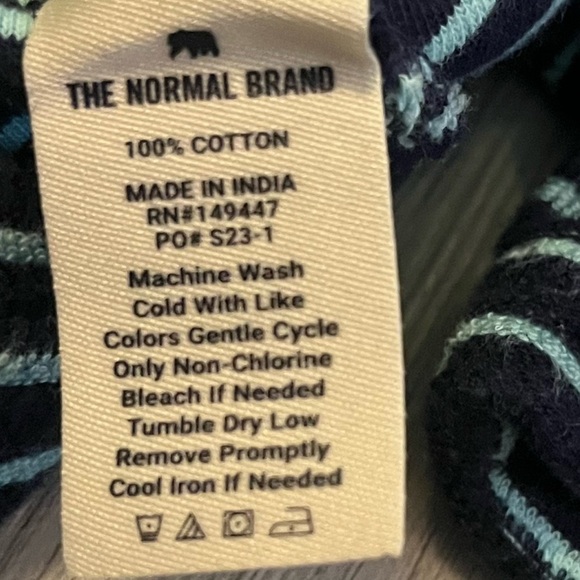 THE NORMAL BRAND
100% COTTON
MADE IN INDIA
RN#149447
PO# S23-1
Machine Wash
Cold With Like
Colors Gentle Cycle
Only Non-Chlorine
Bleach If Needed
Tumble Dry Low
Remove Promptly
Cool Iron If Needed